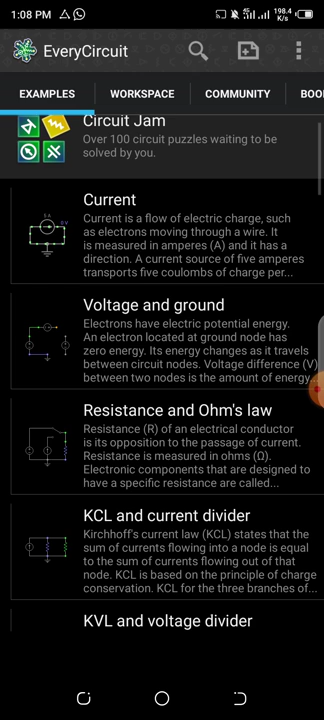 1:08 PM
4G
198.4
K/s
EveryCircuit
EXAMPLES
WORKSPACE
COMMUNITY
BOO
Circuit Jam
Over 100 circuit puzzles waiting to be
solved by you.
Current
Current is a flow of electric charge, such
as electrons moving through a wire. It
is measured in amperes (A) and it has a
direction. A current source of five amperes
transports five coulombs of charge per...
Voltage and ground
Electrons have electric potential energy.
An electron located at ground node has
zero energy. Its energy changes as it travels
between circuit nodes. Voltage difference (V)
between two nodes is the amount of energy...
Resistance and Ohm's law
Resistance (R) of an electrical conductor
is its opposition to the passage of current.
Resistance is measured in ohms (Ω).
Electronic components that are designed to
have a specific resistance are called...
KCL and current divider
Kirchhoff's current law (KCL) states that the
sum of currents flowing into a node is equal
to the sum of currents flowing out of that
node. KCL is based on the principle of charge
conservation. KCL for the three branches of...
KVL and voltage divider